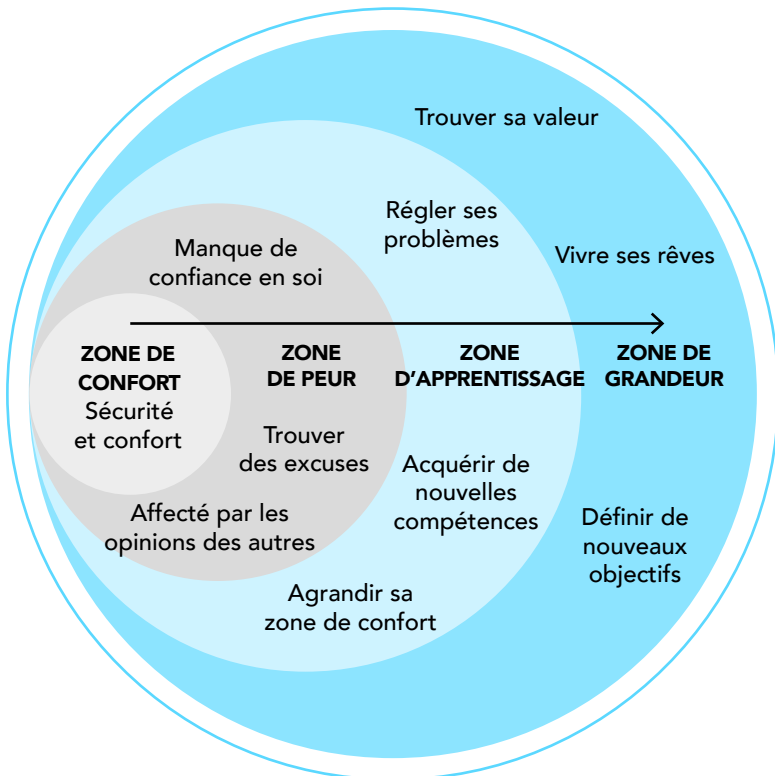 Trouver sa valeur
Régler ses
problèmes
Vivre ses rêves
Manque de
confiance en soi
ZONE DE
CONFORT
Sécurité
et confort
ZONE
DE PEUR
ZONE
D’APPRENTISSAGE
ZONE DE
GRANDEUR
Trouver
des excuses
Affecté par les
opinions des autres
Acquérir de
nouvelles
compétences
Définir de
nouveaux
objectifs
Agrandir sa
zone de confort